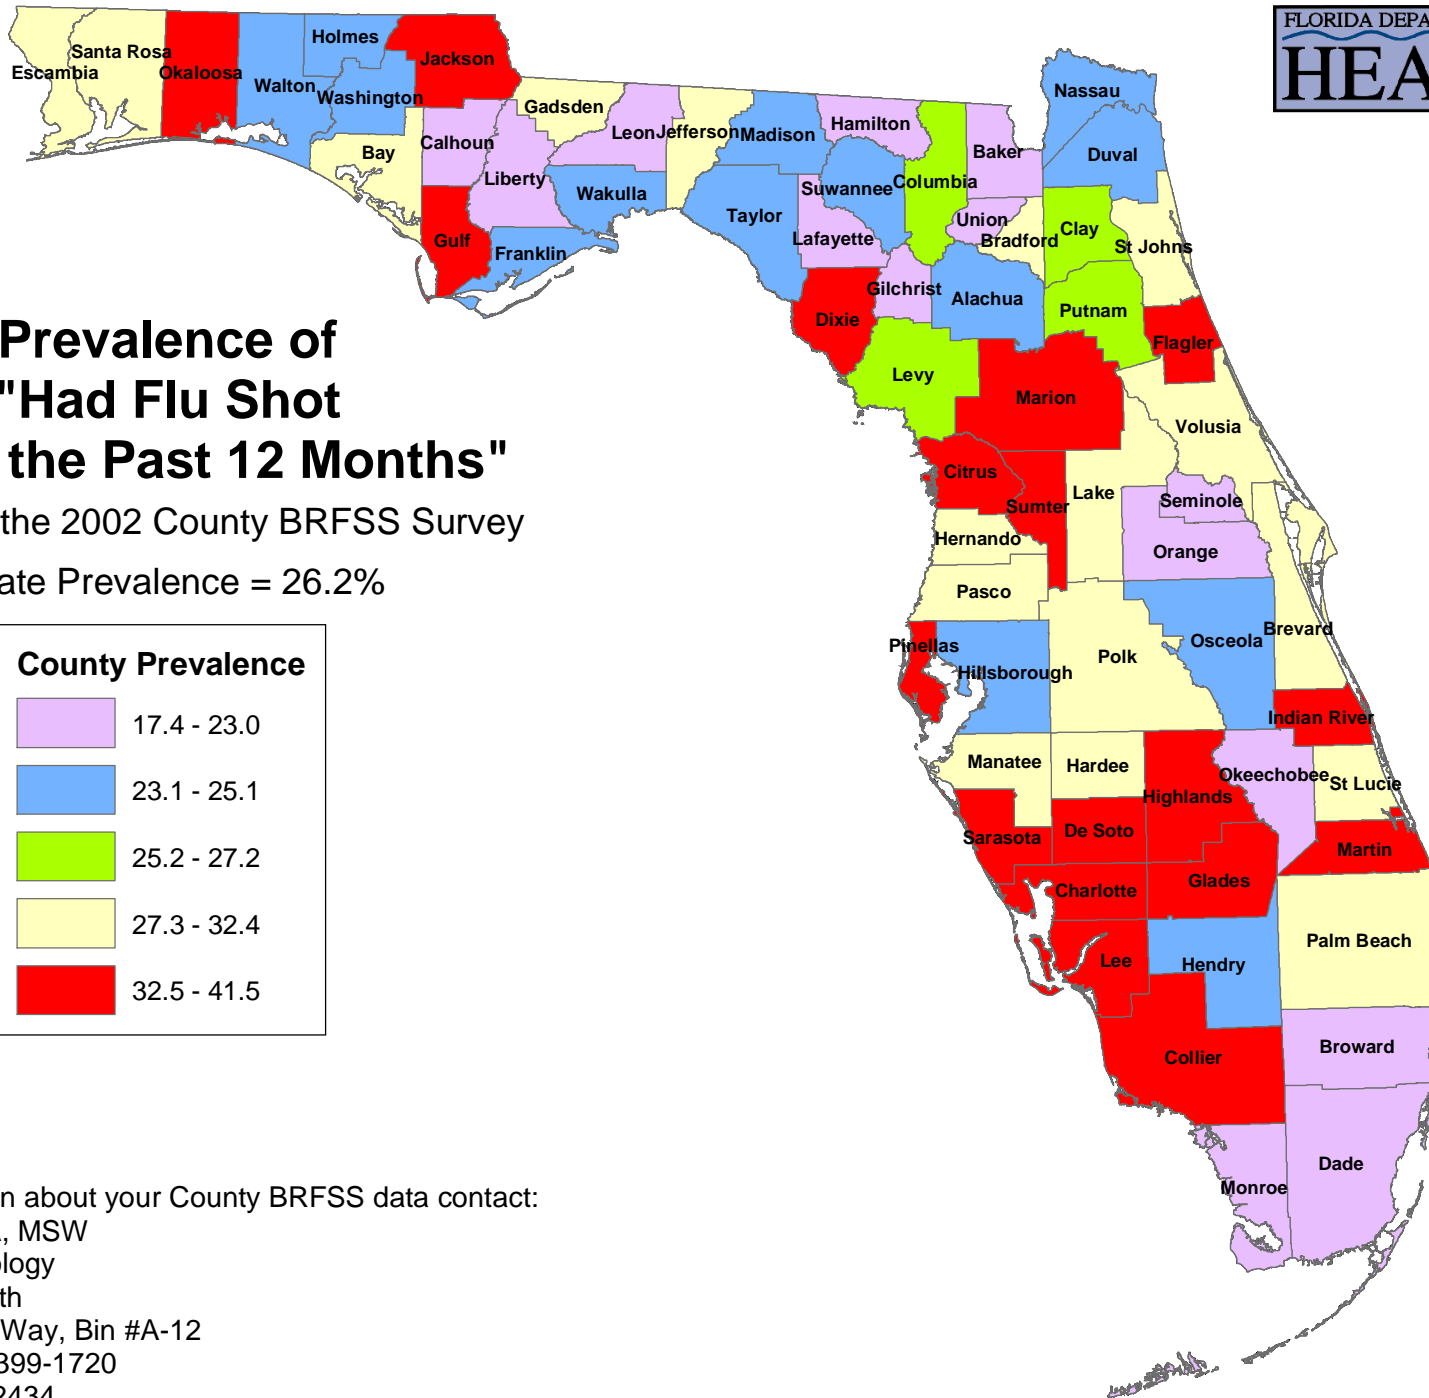 FLORIDA DEPA
HEA
Holmes
Jackson
Santa Rosa
Escambia
Okaloosa
Walton
Washington
Nassau
Gadsden
Leon
Jefferson
Madison
Hamilton
Calhoun
Bay
Baker
Duval
Liberty
Wakulla
Suwannee
Columbia
Taylor
Union
Clay
Gulf
Franklin
Lafayette
Bradford
St Johns
Gilchrist
Alachua
Putnam
Dixie
Flagler
Levy
Marion
Volusia
Citrus
Lake
Sumter
Seminole
Hernando
Orange
Pasco
Brevard
Pinellas
Osceola
Polk
Hillsborough
Indian River
Manatee
Hardee
Okeechobee
St Lucie
Highlands
Sarasota
De Soto
Martin
Charlotte
Glades
Palm Beach
Lee
Hendry
Broward
Collier
Dade
Monroe
Prevalence of
"Had Flu Shot
the Past 12 Months"
the 2002 County BRFSS Survey
ate Prevalence = 26.2%
County Prevalence
17.4 - 23.0
23.1 - 25.1
25.2 - 27.2
27.3 - 32.4
32.5 - 41.5
n about your County BRFSS data contact:
, MSW
ology
th
Way, Bin #A-12
399-1720
2434